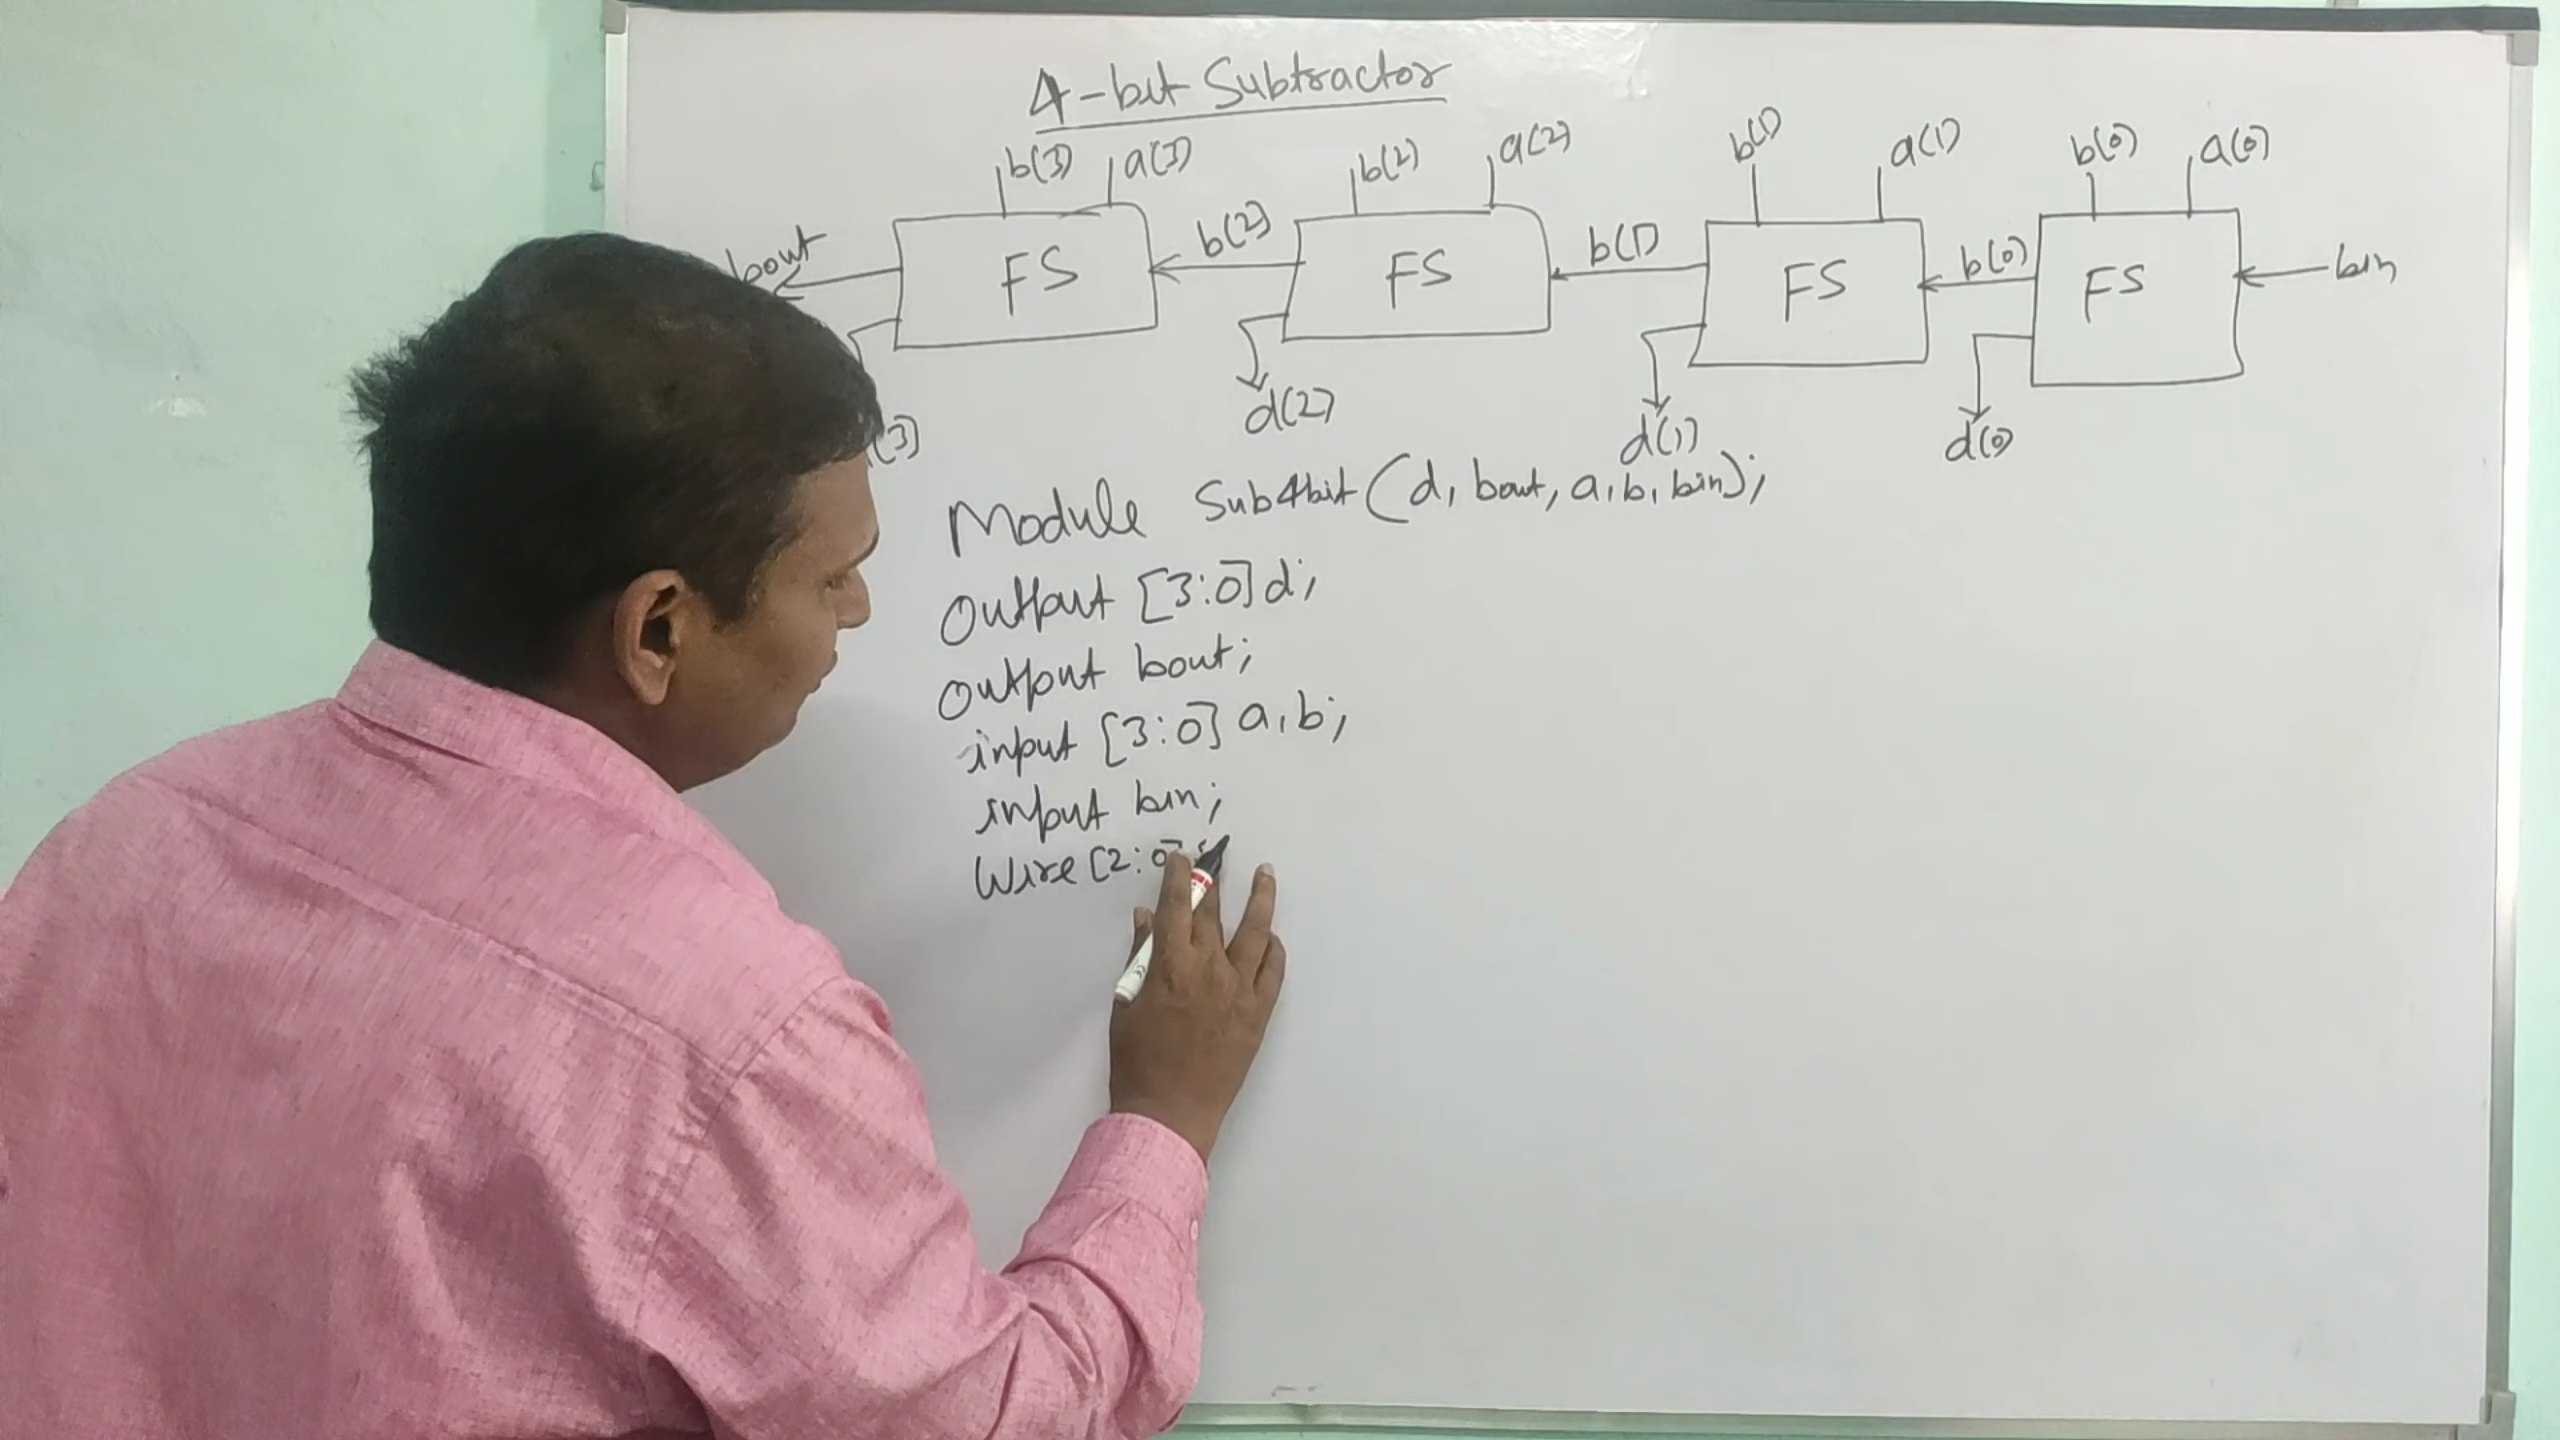 4-bit Subtractor
b(3) a(3) b(2) a(2) b(1) a(1) b(0) a(0)
bout FS b(2) FS b(1) FS b(0) FS bin
(3) d(2) d(1) d(0)
Module Sub4bit (d, bout, a, b, bin);
Output [3:0] d;
Output bout;
input [3:0] a, b;
input bin;
Wire [2:0]